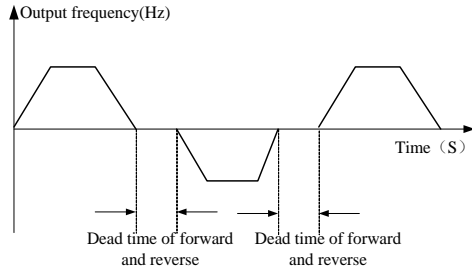 Output frequency(Hz)
Time（S）
Dead time of forward
and reverse
Dead time of forward
and reverse